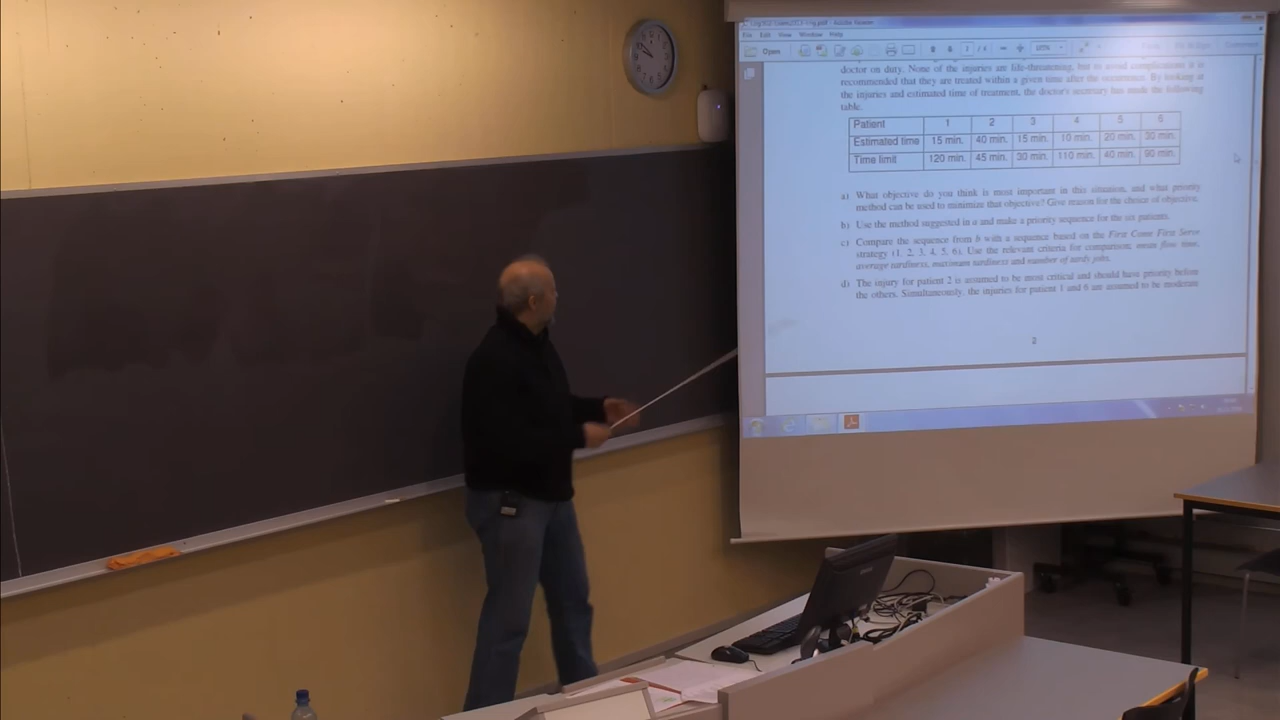 File Edit View Window Help
Open
doctor on duty. None of the injuries are life-threatening, but to avoid complications it is
recommended that they are treated within a given time after the occurrence. By looking at
the injuries and estimated time of treatment, the doctor's secretary has made the following
table.
Patient 1 2 3 4 5 6
Estimated time 15 min. 40 min. 15 min. 10 min. 20 min. 30 min.
Time limit 120 min. 45 min. 30 min. 110 min. 40 min. 90 min.
a) What objective do you think is most important in this situation, and what priority
method can be used to minimize that objective? Give reason for the choice of objective.
b) Use the method suggested in a and make a priority sequence for the six patients.
c) Compare the sequence from b with a sequence based on the First Come First Serve
strategy (1, 2, 3, 4, 5, 6). Use the relevant criteria for comparison; mean flow time,
average tardiness, maximum tardiness and number of tardy jobs.
d) The injury for patient 2 is assumed to be most critical and should have priority before
the others. Simultaneously, the injuries for patient 1 and 6 are assumed to be moderate
2